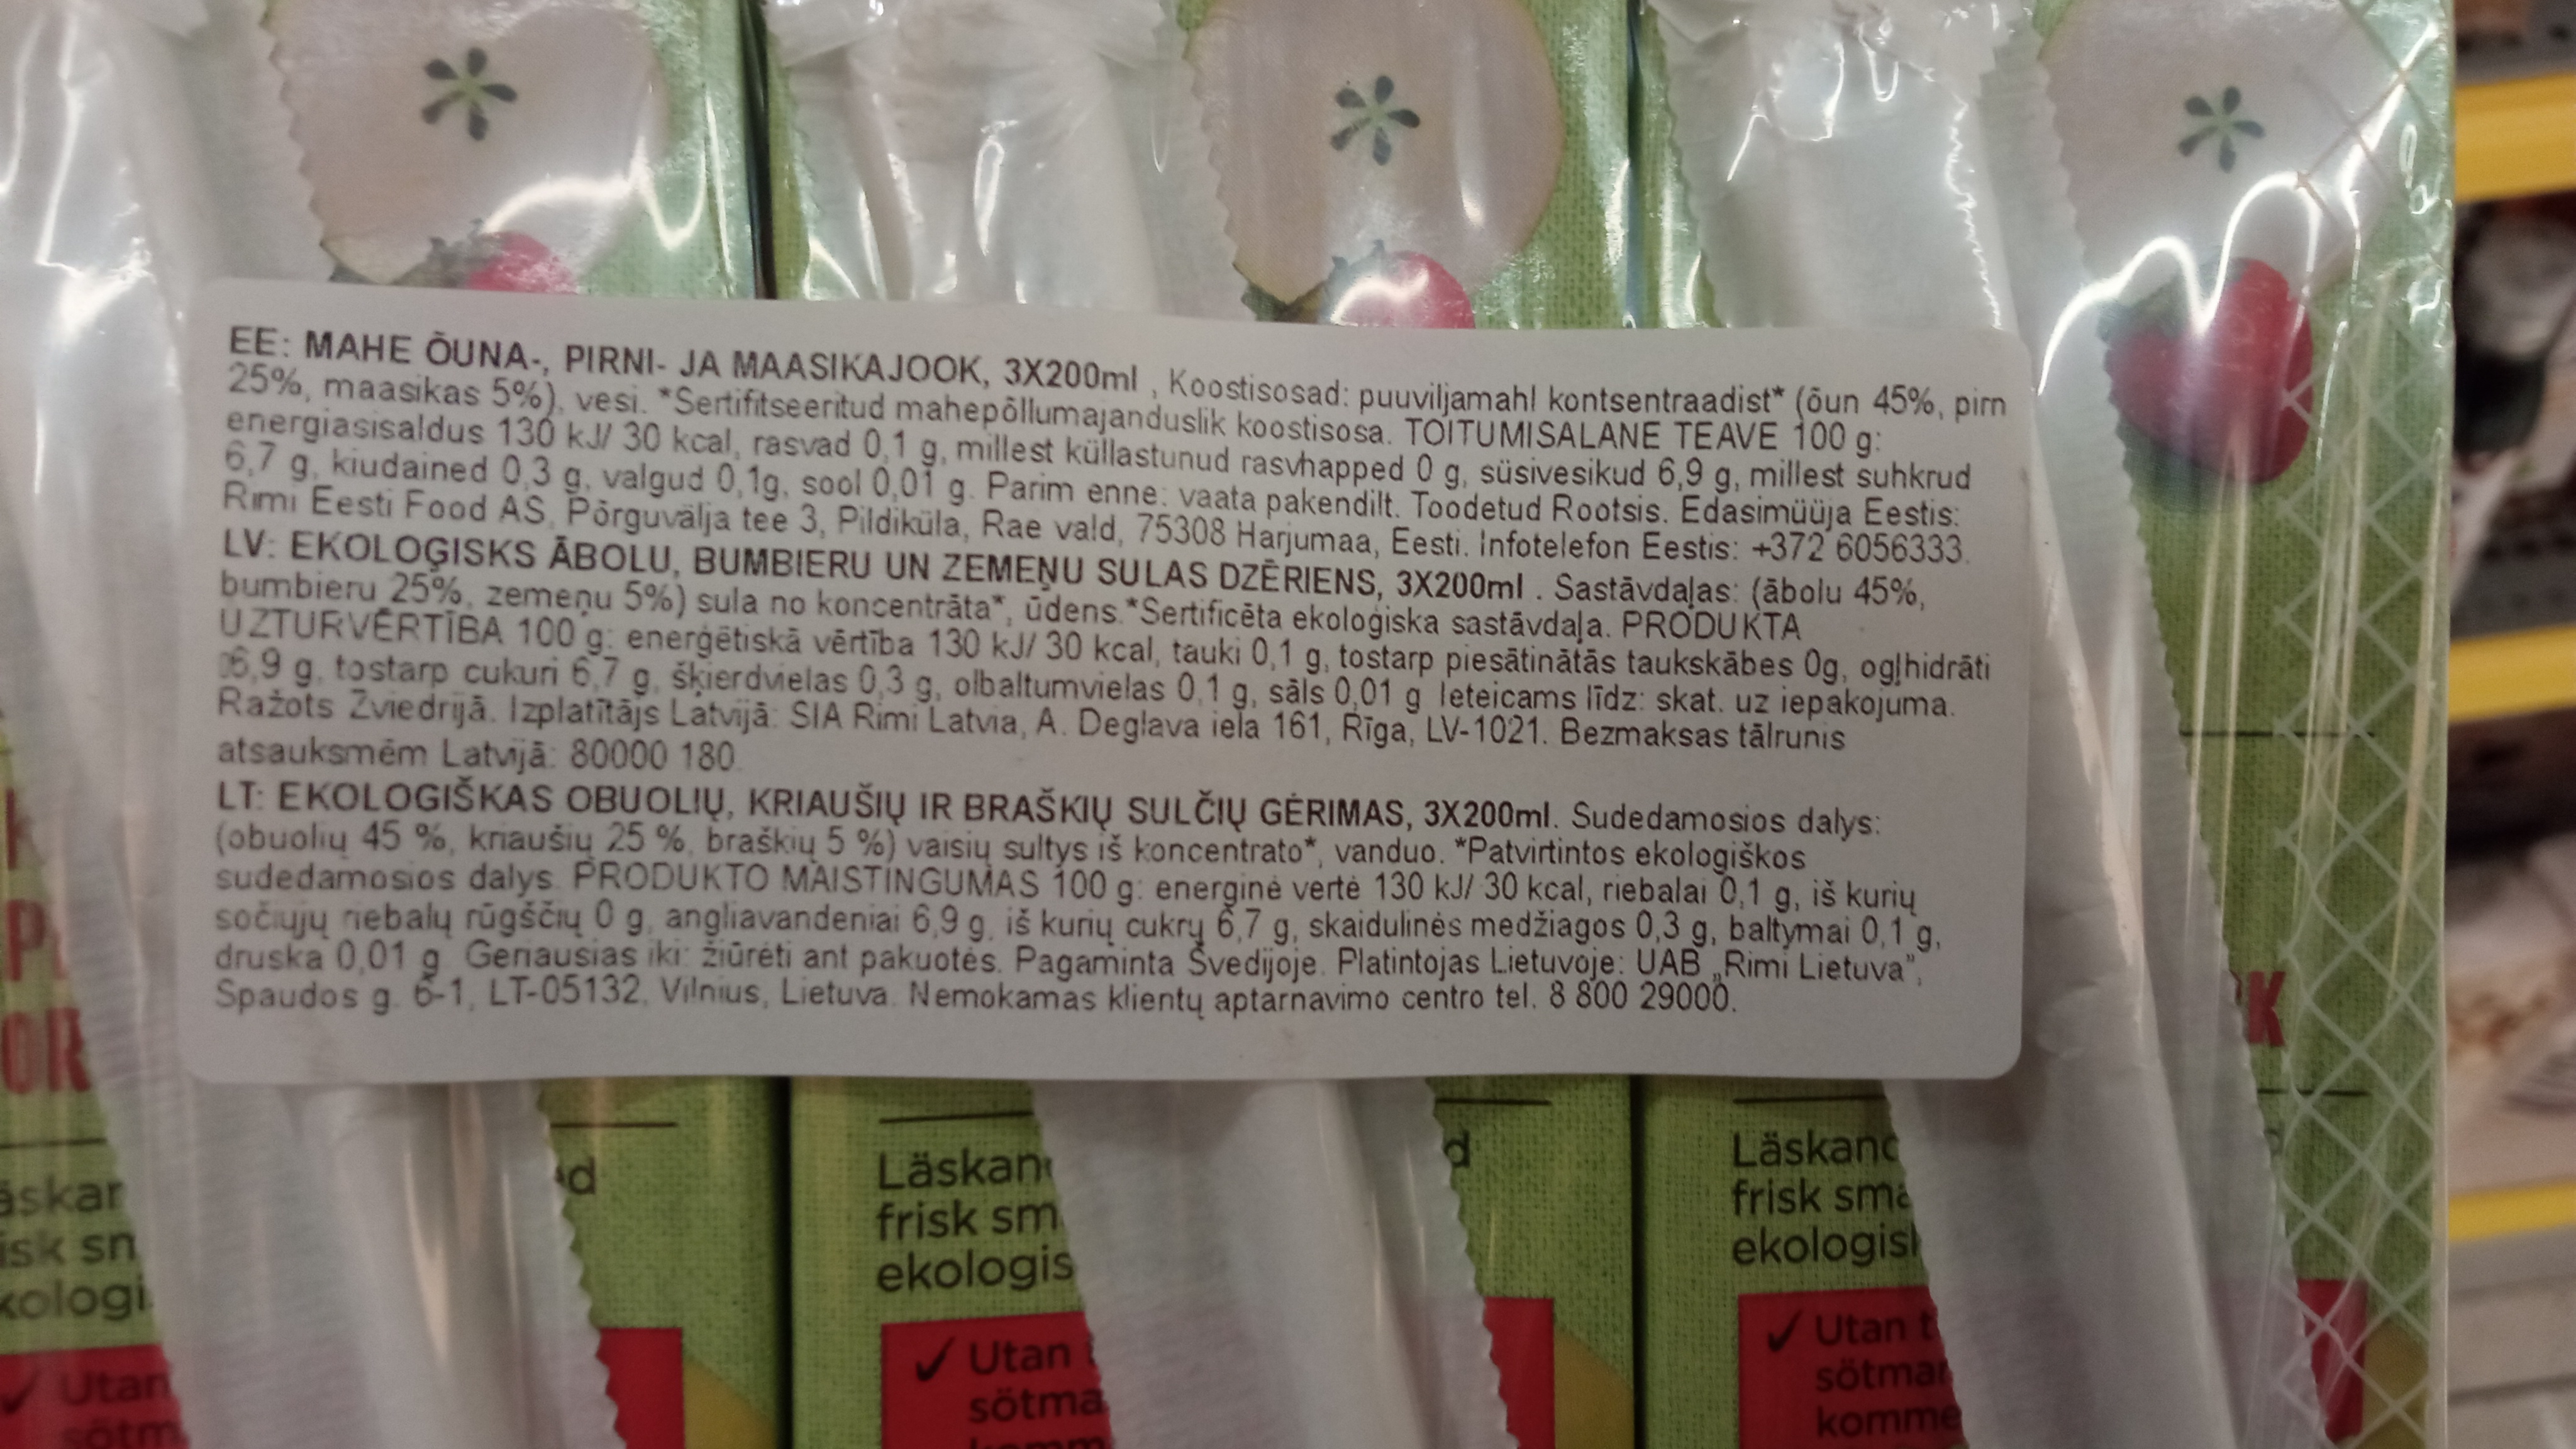 EE: MAHE ÕUNA-, PIRNI- JA MAASIKAJOOK, 3X200ml , Koostisosad: puuviljamahl kontsentraadist* (õun 45%, pirn
25%, maasikas 5%), vesi. *Sertifitseeritud mahepõllumajanduslik koostisosa. TOITUMISALANE TEAVE 100 g:
energiasisaldus 130 kJ/ 30 kcal, rasvad 0,1 g, millest küllastunud rasvhapped 0 g, süsivesikud 6,9 g, millest suhkrud
6,7 g, kiudained 0,3 g, valgud 0,1g, sool 0,01 g. Parim enne: vaata pakendilt. Toodetud Rootsis. Edasimüüja Eestis:
Rimi Eesti Food AS, Põrguvälja tee 3, Pildiküla, Rae vald, 75308 Harjumaa, Eesti. Infotelefon Eestis: +372 6056333.
LV: EKOLOĢISKS ĀBOLU, BUMBIERU UN ZEMEŅU SULAS DZĒRIENS, 3X200ml . Sastāvdaļas: (ābolu 45%,
bumbieru 25%, zemeņu 5%) sula no koncentrāta*, ūdens.*Sertificēta ekoloģiska sastāvdaļa. PRODUKTA
UZTURVĒRTĪBA 100 g: enerģētiskā vērtība 130 kJ/ 30 kcal, tauki 0,1 g, tostarp piesātinātās taukskābes 0g, ogļhidrāti
6,9 g, tostarp cukuri 6,7 g, šķierdvielas 0,3 g, olbaltumvielas 0,1 g, sāls 0,01 g Ieteicams līdz: skat. uz iepakojuma.
Ražots Zviedrijā. Izplatītājs Latvijā: SIA Rimi Latvia, A. Deglava iela 161, Rīga, LV-1021. Bezmaksas tālrunis
atsauksmēm Latvijā: 80000 180.
LT: EKOLOGIŠKAS OBUOLIŲ, KRIAUŠIŲ IR BRAŠKIŲ SULČIŲ GĖRIMAS, 3X200ml. Sudedamosios dalys:
(obuolių 45 %, kriaušių 25 %, braškių 5 %) vaisių sultys iš koncentrato*, vanduo. *Patvirtintos ekologiškos
sudedamosios dalys. PRODUKTO MAISTINGUMAS 100 g: energinė vertė 130 kJ/ 30 kcal, riebalai 0,1 g, iš kurių
sočiųjų riebalų rūgščių 0 g, angliavandeniai 6,9 g, iš kurių cukrų 6,7 g, skaidulinės medžiagos 0,3 g, baltymai 0,1 g,
druska 0,01 g. Geriausias iki: žiūrėti ant pakuotės. Pagaminta Švedijoje. Platintojas Lietuvoje: UAB „Rimi Lietuva",
Spaudos g. 6-1, LT-05132, Vilnius, Lietuva. Nemokamas klientų aptarnavimo centro tel. 8 800 29000.
Läskan
frisk sm
ekologis
Utan
sötma
Läskand
frisk sma
ekologisk
Utan t
sötmar
komme